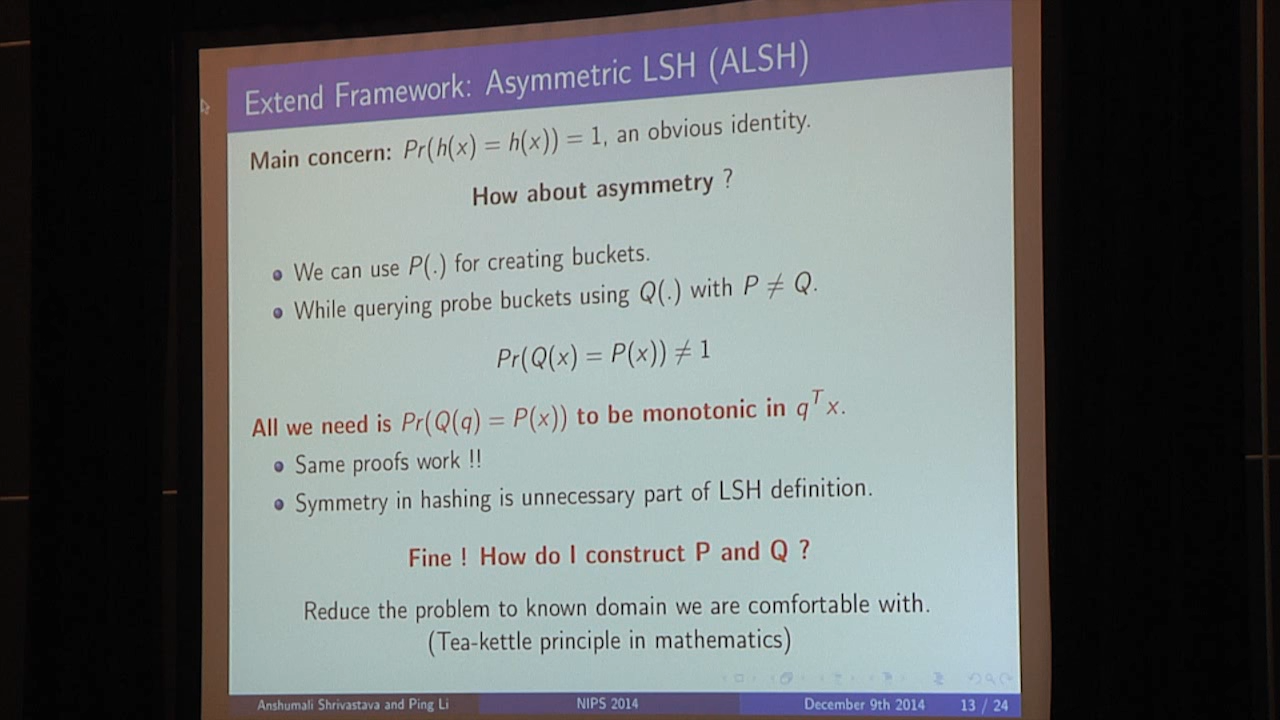 Extend Framework: Asymmetric LSH (ALSH)
Main concern: Pr(h(x) = h(x)) = 1, an obvious identity.
How about asymmetry ?
We can use P(.) for creating buckets.
While querying probe buckets using Q(.) with P ≠ Q.
Pr(Q(x) = P(x)) ≠ 1
All we need is Pr(Q(q) = P(x)) to be monotonic in qᵀx.
Same proofs work !!
Symmetry in hashing is unnecessary part of LSH definition.
Fine ! How do I construct P and Q ?
Reduce the problem to known domain we are comfortable with.
(Tea-kettle principle in mathematics)
Anshumali Shrivastava and Ping Li NIPS 2014 December 9th 2014 13 / 24